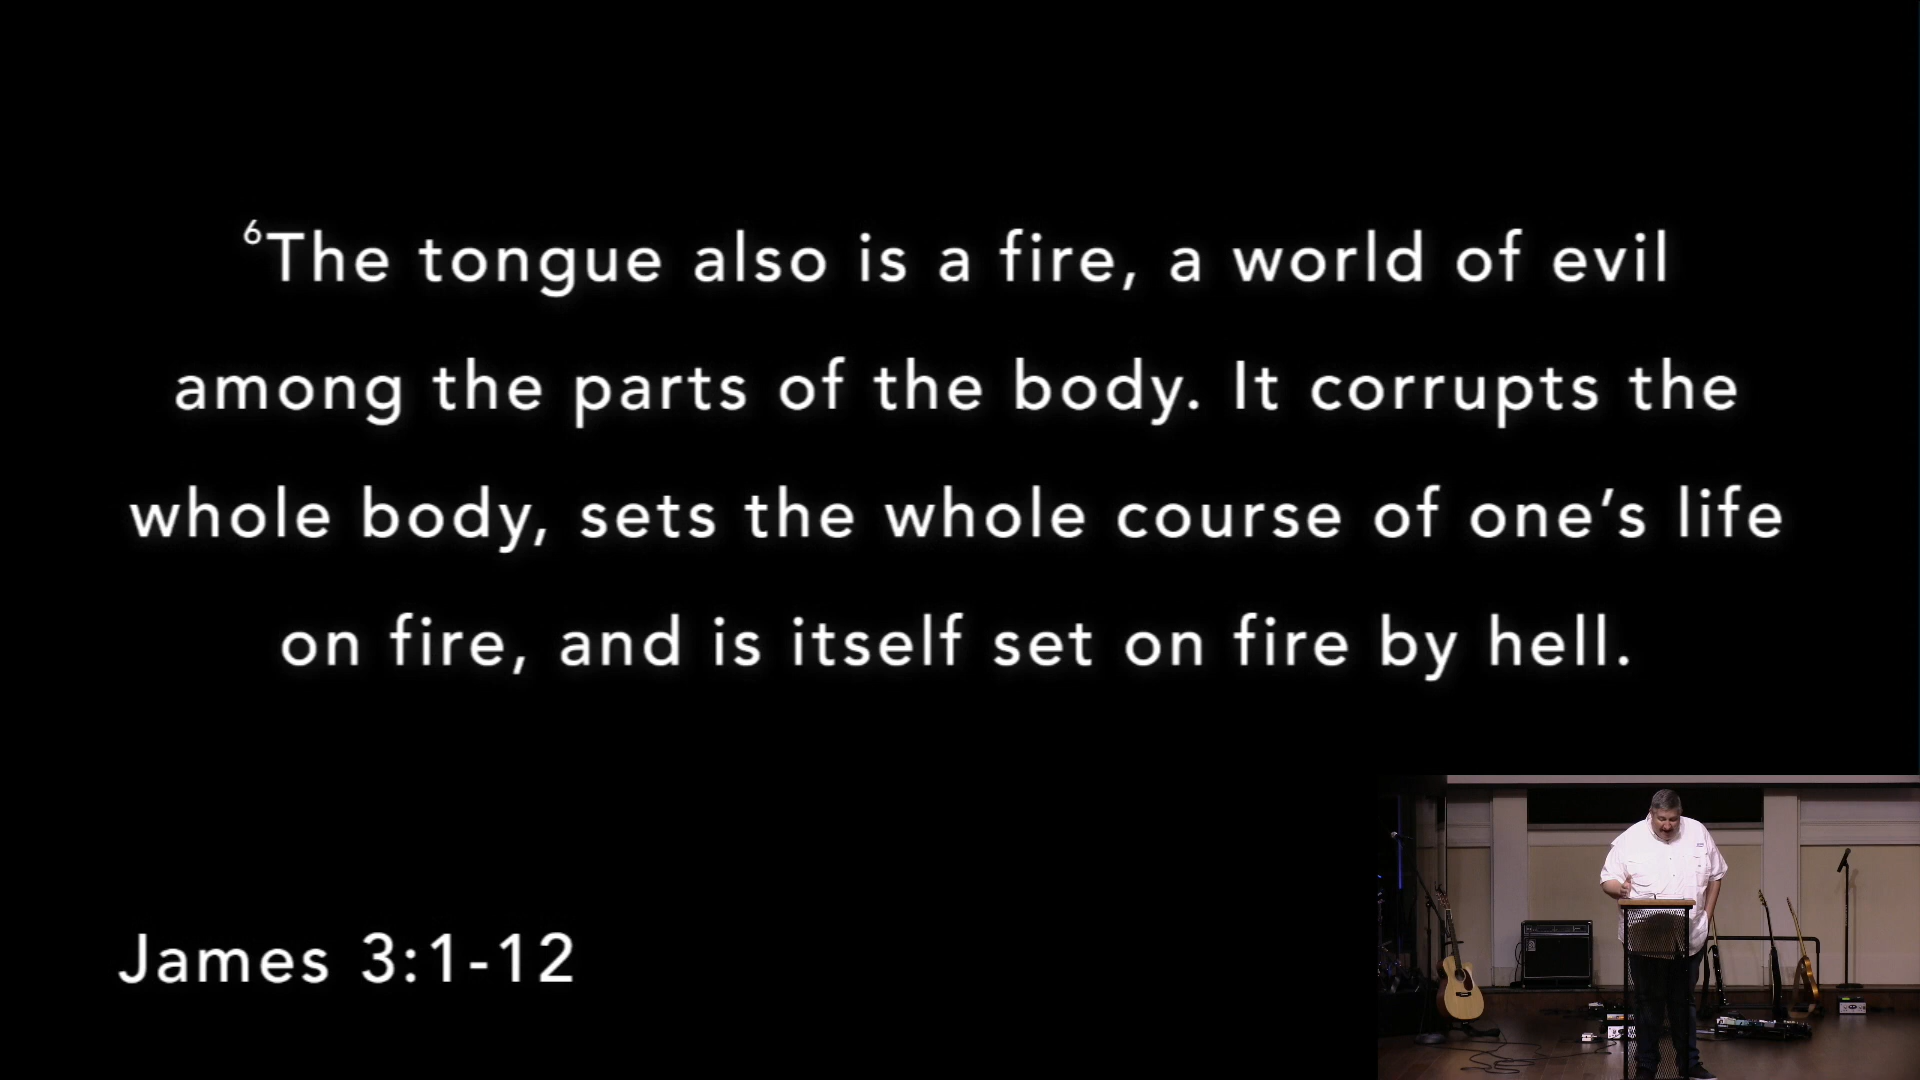 ⁶The tongue also is a fire, a world of evil
among the parts of the body. It corrupts the
whole body, sets the whole course of one’s life
on fire, and is itself set on fire by hell.
James 3:1-12